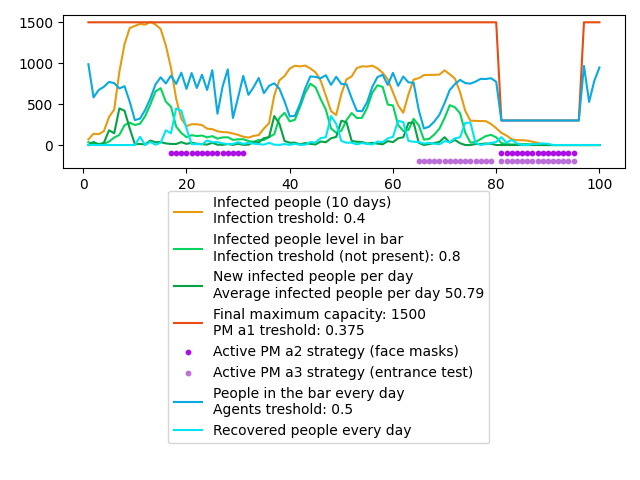 1500
1000
500
0
0
20
40
60
80
100
Infected people (10 days)
Infection treshold: 0.4
Infected people level in bar
Infection treshold (not present): 0.8
New infected people per day
Average infected people per day 50.79
Final maximum capacity: 1500
PM a1 treshold: 0.375
Active PM a2 strategy (face masks)
Active PM a3 strategy (entrance test)
People in the bar every day
Agents treshold: 0.5
Recovered people every day